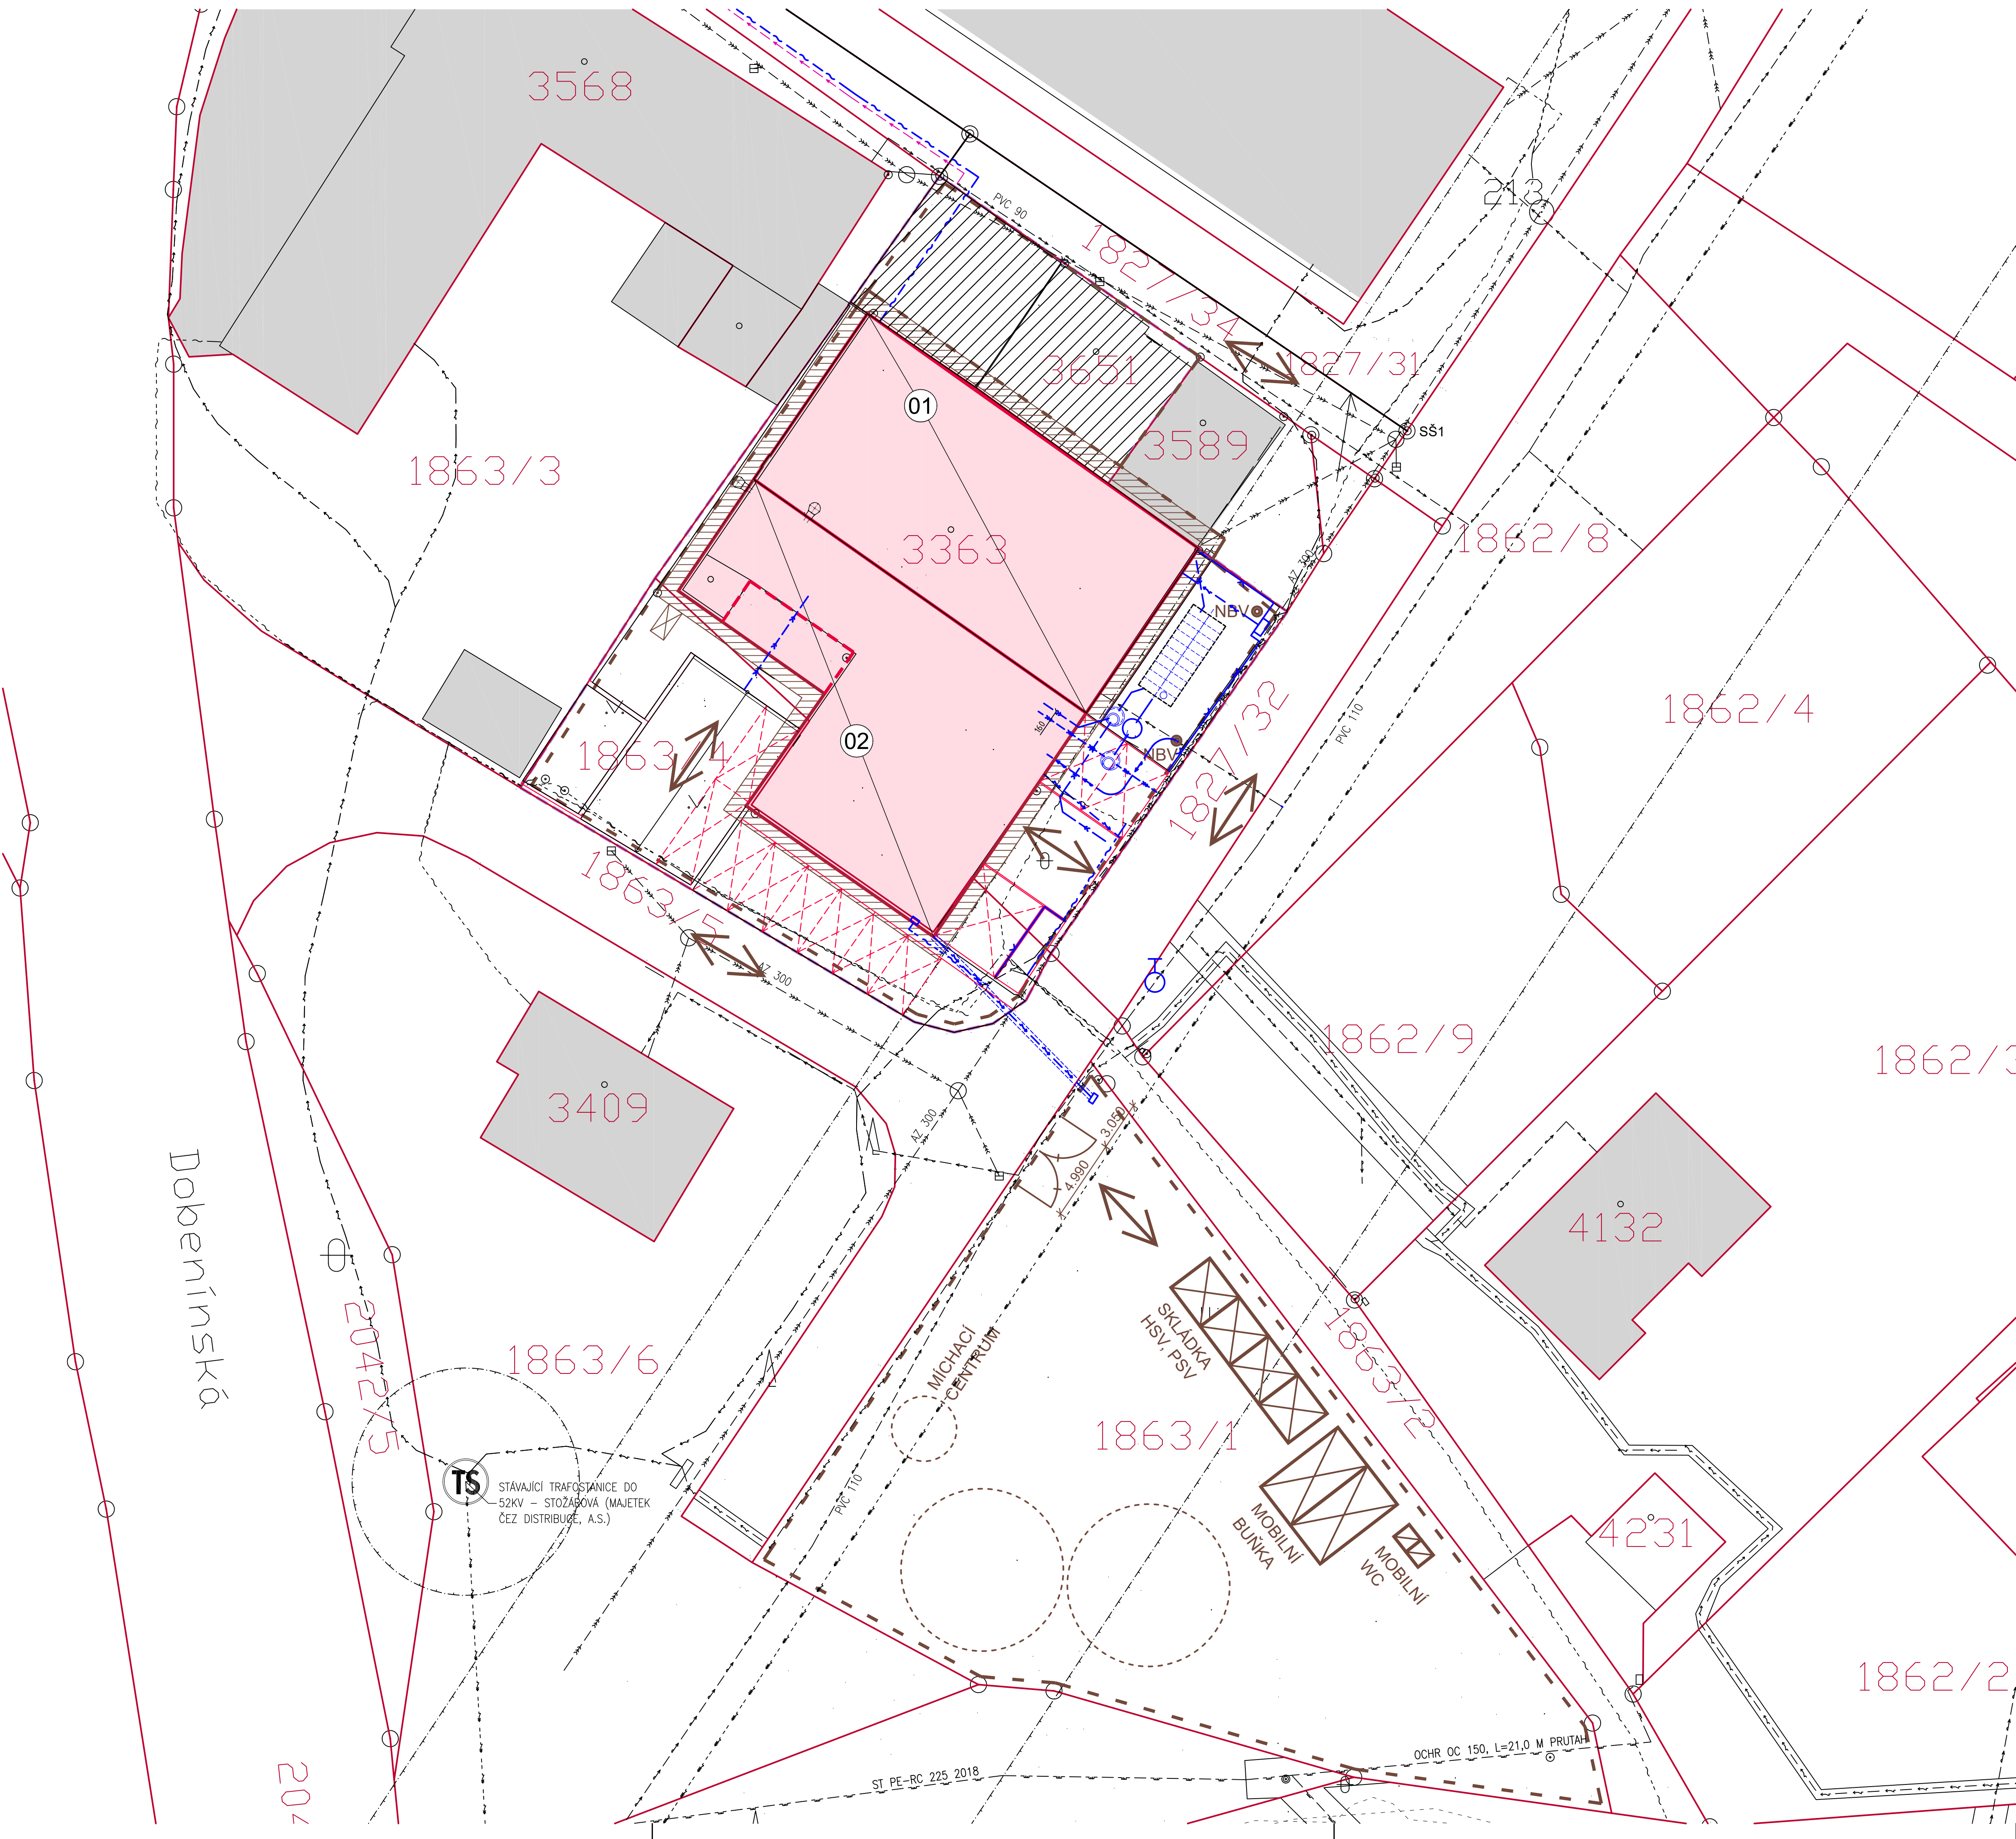 3568
213
PVC 90
1827/34
1827/31
3651
01
SŠ1
3589
1863/3
3363
1862/8
AZ 300
NBV
1862/4
PVC 110
160
02
NBV
1863/4
1827/32
1863/5
AZ 300
1862/9
1862/3
3409
AZ 300
3.050
4.990
Dobenínská
4132
SKLÁDKA
HSV, PSV
MÍCHACÍ
CENTRUM
2042/5
1863/6
1863/2
1863/1
TS
STÁVAJÍCÍ TRAFOSTANICE DO
52KV – STOŽÁROVÁ (MAJETEK
ČEZ DISTRIBUCE, A.S.)
PVC 110
MOBILNÍ
BUŇKA
MOBILNÍ
WC
4231
1862/2
OCHR OC 150, L=21,0 M PRUTAH
ST PE-RC 225 2018